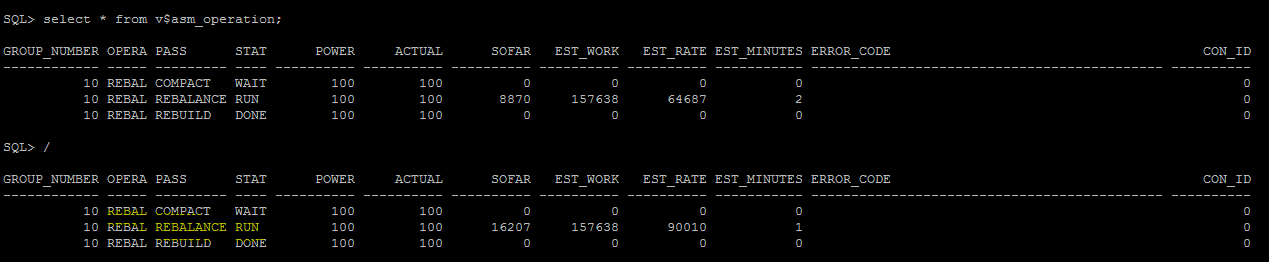 SQL> select * from v$asm_operation;
GROUP_NUMBER OPERA PASS      STAT      POWER     ACTUAL      SOFAR   EST_WORK   EST_RATE EST_MINUTES ERROR_CODE                                       CON_ID
------------ ----- --------- ---- ---------- ---------- ---------- ---------- ---------- ----------- -------------------------------------------- ----------
          10 REBAL COMPACT   WAIT        100        100          0          0          0           0                                                       0
          10 REBAL REBALANCE RUN         100        100       8870     157638      64687           2                                                       0
          10 REBAL REBUILD   DONE        100        100          0          0          0           0                                                       0
SQL> /
GROUP_NUMBER OPERA PASS      STAT      POWER     ACTUAL      SOFAR   EST_WORK   EST_RATE EST_MINUTES ERROR_CODE                                       CON_ID
------------ ----- --------- ---- ---------- ---------- ---------- ---------- ---------- ----------- -------------------------------------------- ----------
          10 REBAL COMPACT   WAIT        100        100          0          0          0           0                                                       0
          10 REBAL REBALANCE RUN         100        100      16207     157638      90010           1                                                       0
          10 REBAL REBUILD   DONE        100        100          0          0          0           0                                                       0